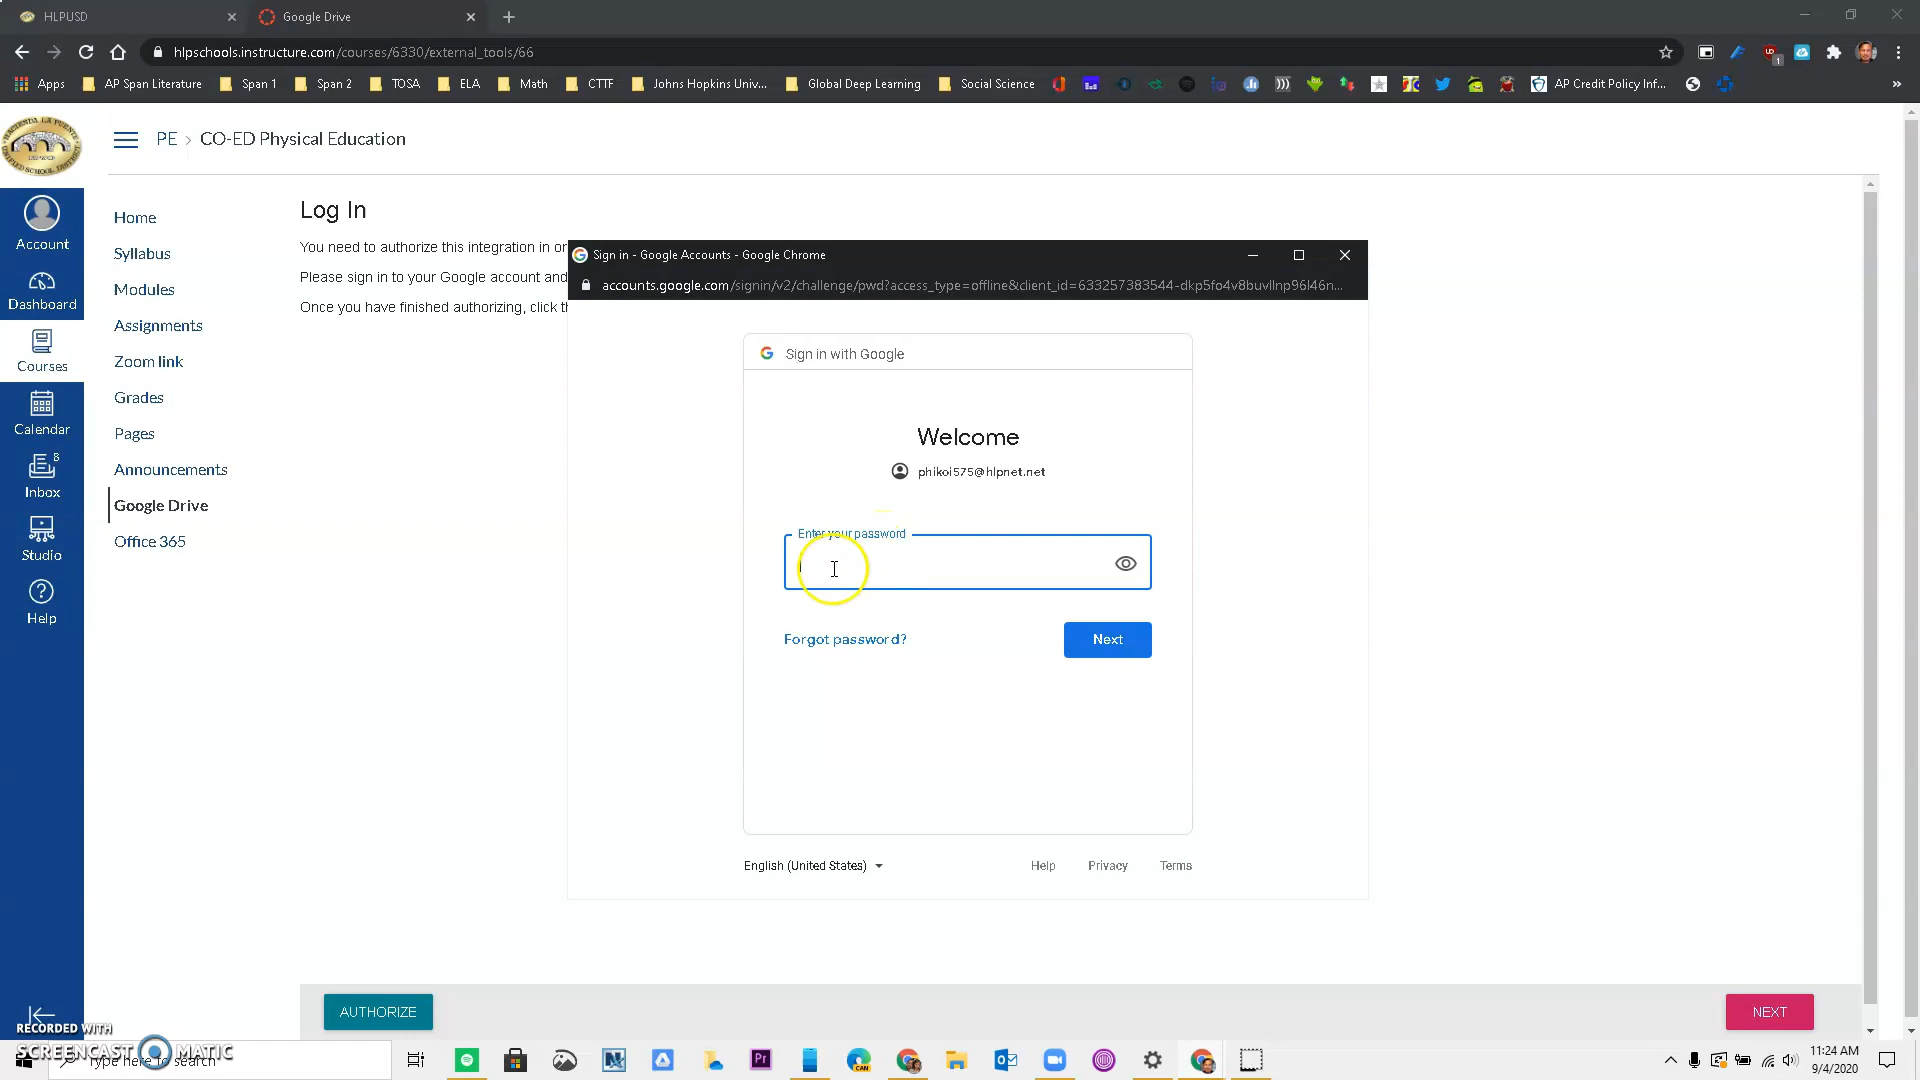 HLPUSD
Google Drive
hlpschools.instructure.com/courses/6330/external_tools/66
Apps
AP Span Literature
Span 1
Span 2
TOSA
ELA
Math
CTTF
Johns Hopkins Univ...
Global Deep Learning
Social Science
AP Credit Policy Inf...
PE > CO-ED Physical Education
Account
Dashboard
Courses
Calendar
8
Inbox
Studio
Help
Home
Syllabus
Modules
Assignments
Zoom link
Grades
Pages
Announcements
Google Drive
Office 365
Log In
You need to authorize this integration in or
Please sign in to your Google account and
Once you have finished authorizing, click th
Sign in - Google Accounts - Google Chrome
accounts.google.com/signin/v2/challenge/pwd?access_type=offline&client_id=633257383544-dkp5fo4v8buvllnp96l46n...
Sign in with Google
Welcome
phikoi575@hlpnet.net
Enter your password
Forgot password?
Next
English (United States)
Help
Privacy
Terms
AUTHORIZE
NEXT
RECORDED WITH
SCREENCAST MATIC
Type here to search
11:24 AM
9/4/2020